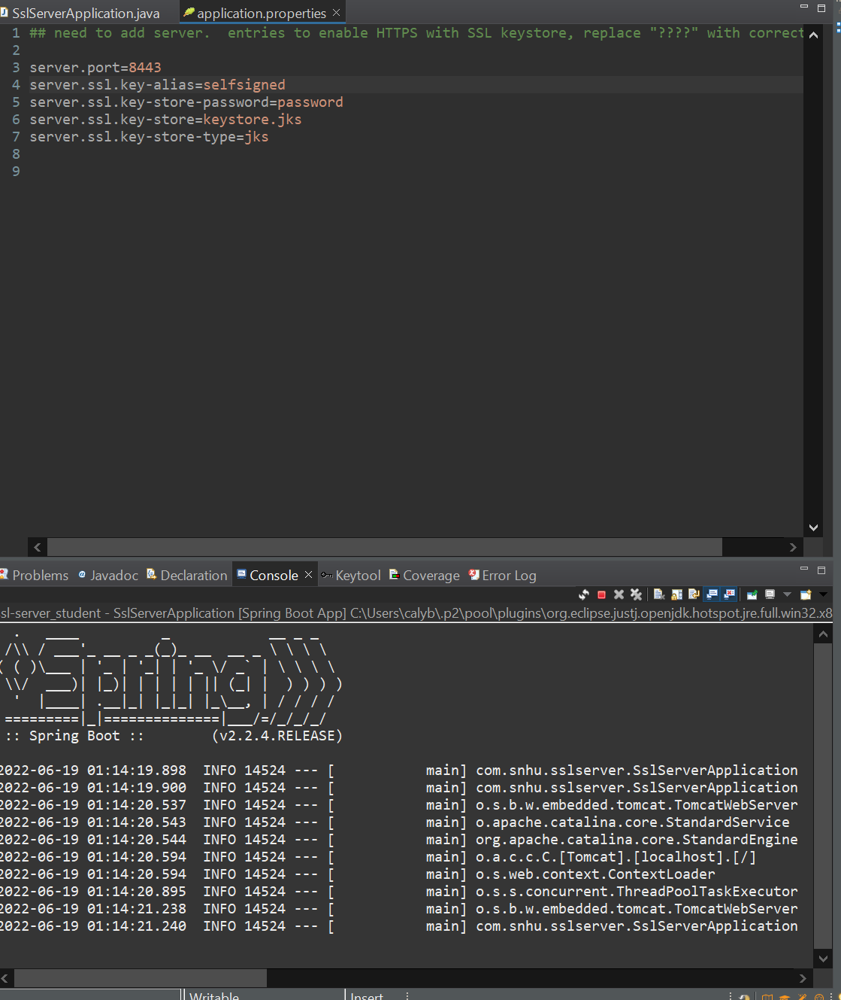 SslServerApplication.java
application.properties
1 ## need to add server.  entries to enable HTTPS with SSL keystore, replace "????" with correct
2
3 server.port=8443
4 server.ssl.key-alias=selfsigned
5 server.ssl.key-store-password=password
6 server.ssl.key-store=keystore.jks
7 server.ssl.key-store-type=jks
8
9
Problems Javadoc Declaration Console Keytool Coverage Error Log
ssl-server_student - SslServerApplication [Spring Boot App] C:\Users\calyb\.p2\pool\plugins\org.eclipse.justj.openjdk.hotspot.jre.full.win32.x8
  .   ____          _            __ _ _
 /\\ / ___'_ __ _ _(_)_ __  __ _ \ \ \ \
( ( )\___ | '_ | '_| | '_ \/ _` | \ \ \ \
 \\/  ___)| |_)| | | | | || (_| |  ) ) ) )
  '  |____| .__|_| |_|_| |_\__, | / / / /
 =========|_|==============|___/=/_/_/_/
 :: Spring Boot ::        (v2.2.4.RELEASE)
2022-06-19 01:14:19.898  INFO 14524 --- [           main] com.snhu.sslserver.SslServerApplication
2022-06-19 01:14:19.900  INFO 14524 --- [           main] com.snhu.sslserver.SslServerApplication
2022-06-19 01:14:20.537  INFO 14524 --- [           main] o.s.b.w.embedded.tomcat.TomcatWebServer
2022-06-19 01:14:20.543  INFO 14524 --- [           main] o.apache.catalina.core.StandardService
2022-06-19 01:14:20.544  INFO 14524 --- [           main] org.apache.catalina.core.StandardEngine
2022-06-19 01:14:20.594  INFO 14524 --- [           main] o.a.c.c.C.[Tomcat].[localhost].[/]
2022-06-19 01:14:20.594  INFO 14524 --- [           main] o.s.web.context.ContextLoader
2022-06-19 01:14:20.895  INFO 14524 --- [           main] o.s.s.concurrent.ThreadPoolTaskExecutor
2022-06-19 01:14:21.238  INFO 14524 --- [           main] o.s.b.w.embedded.tomcat.TomcatWebServer
2022-06-19 01:14:21.240  INFO 14524 --- [           main] com.snhu.sslserver.SslServerApplication
Writable Insert